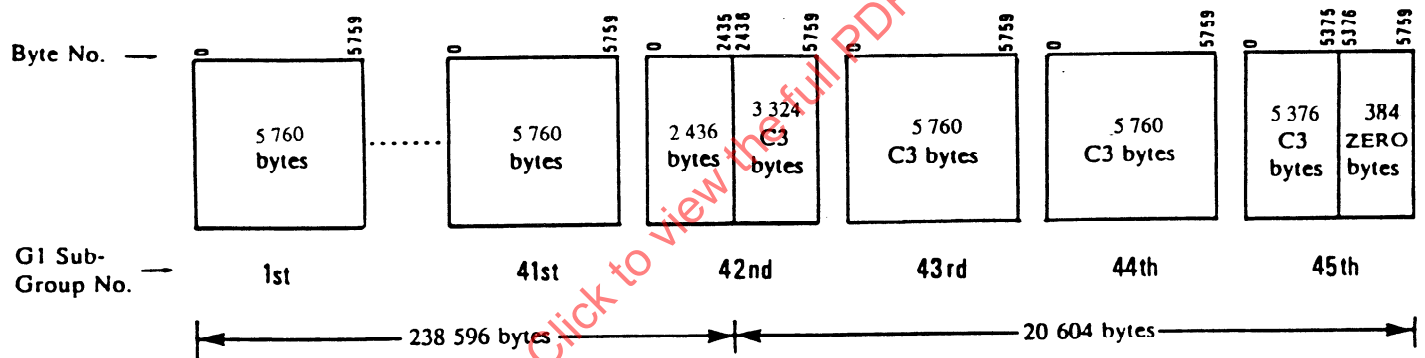 Byte No. → 0 5759 0 5759 0 2435 2438 5759 0 5759 0 5759 0 5375 5376 5759
5 760 bytes
5 760 bytes
2 436 bytes
3 324 C3 bytes
5 760 C3 bytes
5 760 C3 bytes
5 376 C3 bytes
384 ZERO bytes
G1 Sub-
Group No. → 1st 41st 42nd 43rd 44th 45th
238 596 bytes 20 604 bytes
Click to view the full PDF